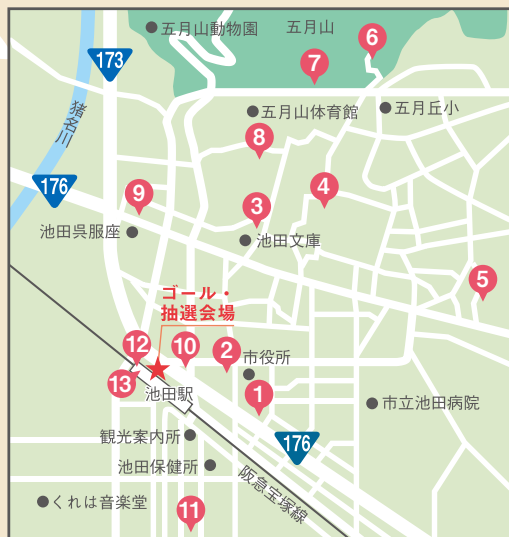 五月山動物園
五月山
6
173
7
猪名川
五月山体育館
五月丘小
8
176
9
4
3
池田呉服座
池田文庫
5
ゴール・
抽選会場
12
10
2
市役所
13
池田駅
1
市立池田病院
観光案内所
176
池田保健所
阪急宝塚線
くれは音楽堂
11